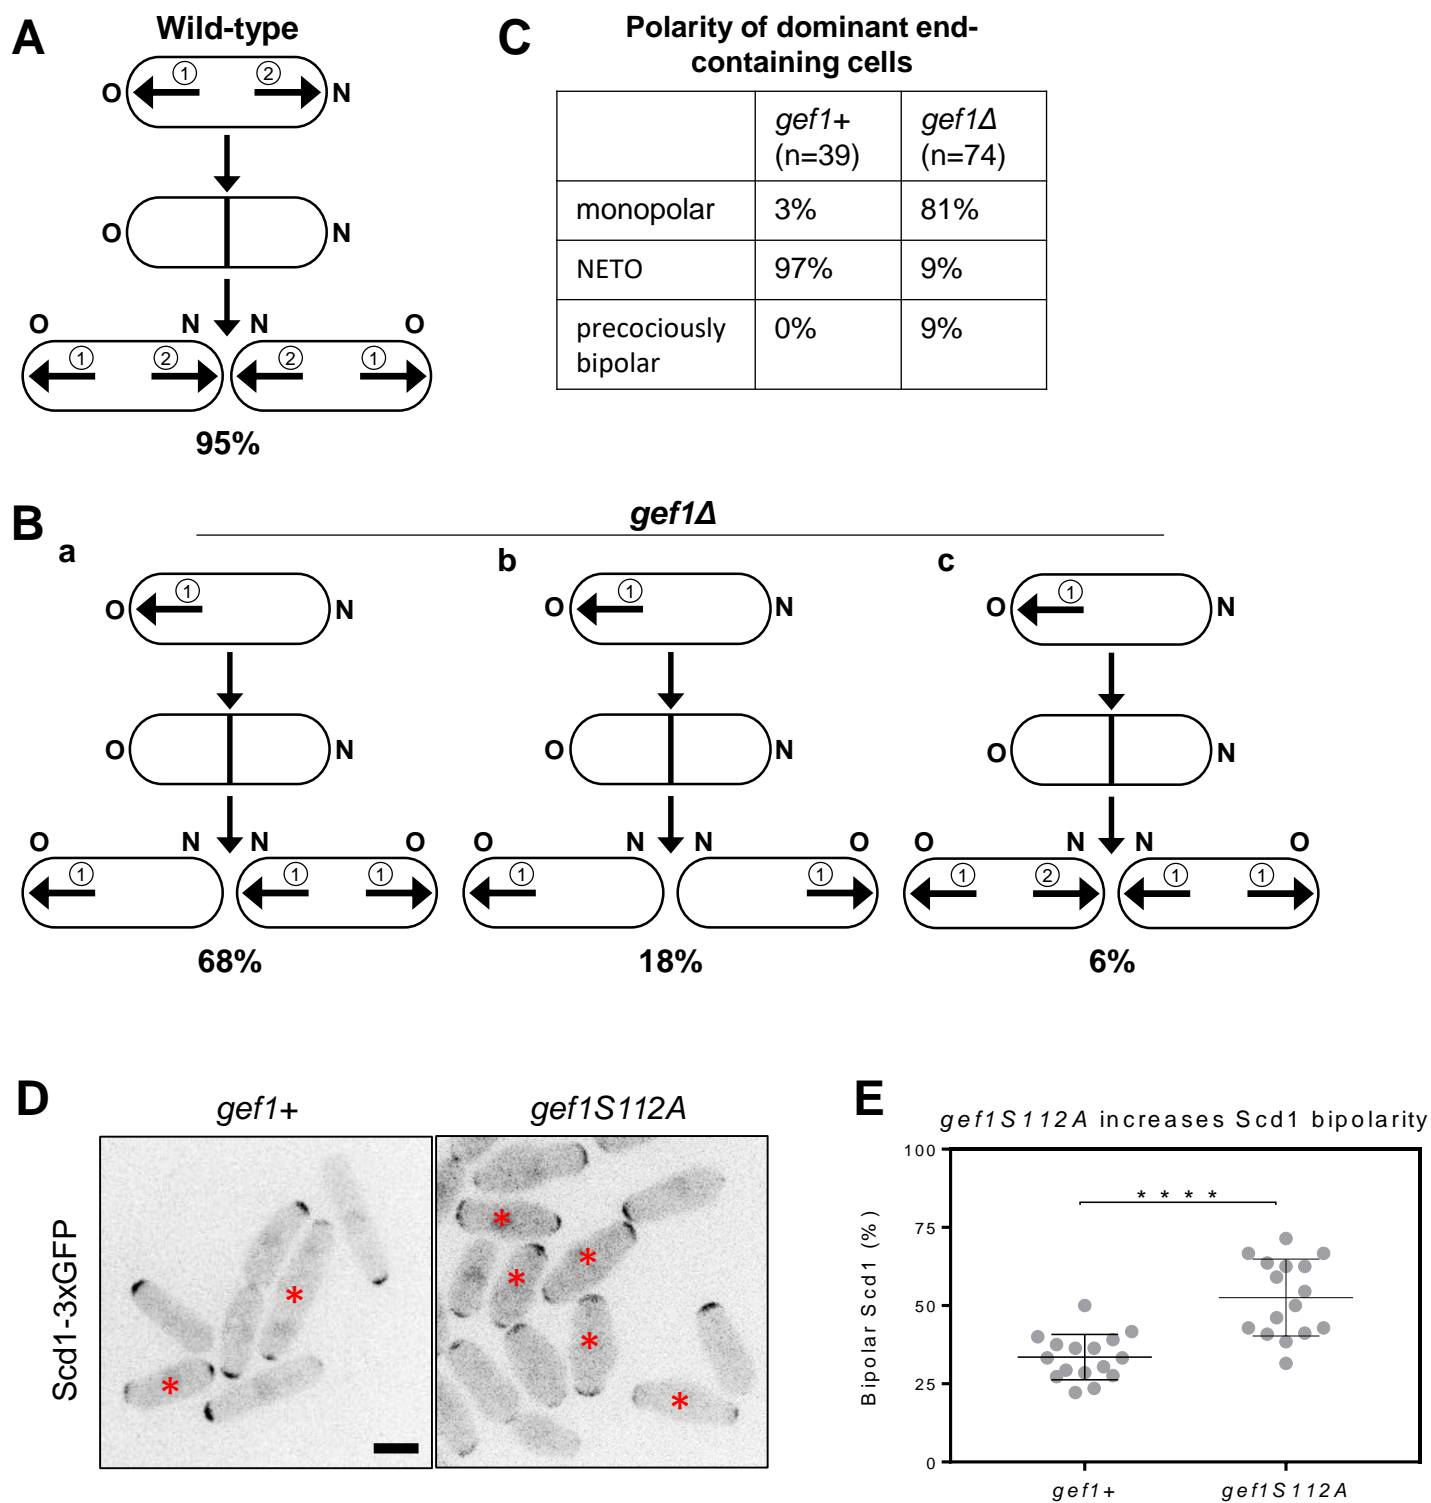 A
Wild-type
O ① ② N
O N
O N N O
① ② ② ①
95%
C
Polarity of dominant end-
containing cells
gef1+ gef1Δ
(n=39) (n=74)
monopolar 3% 81%
NETO 97% 9%
precociously 0% 9%
bipolar
B
gef1Δ
a
O ① N
O N
O N N O
① ① ①
68%
b
O ① N
O N
O N N O
① ①
18%
c
O ① N
O N
O N N O
① ② ① ①
6%
D
gef1+ gef1S112A
Scd1-3xGFP
* * * * * * *
E
gef1S112A increases Scd1 bipolarity
Bipolar Scd1 (%)
100
75
50
25
0
* * * *
gef1+ gef1S112A